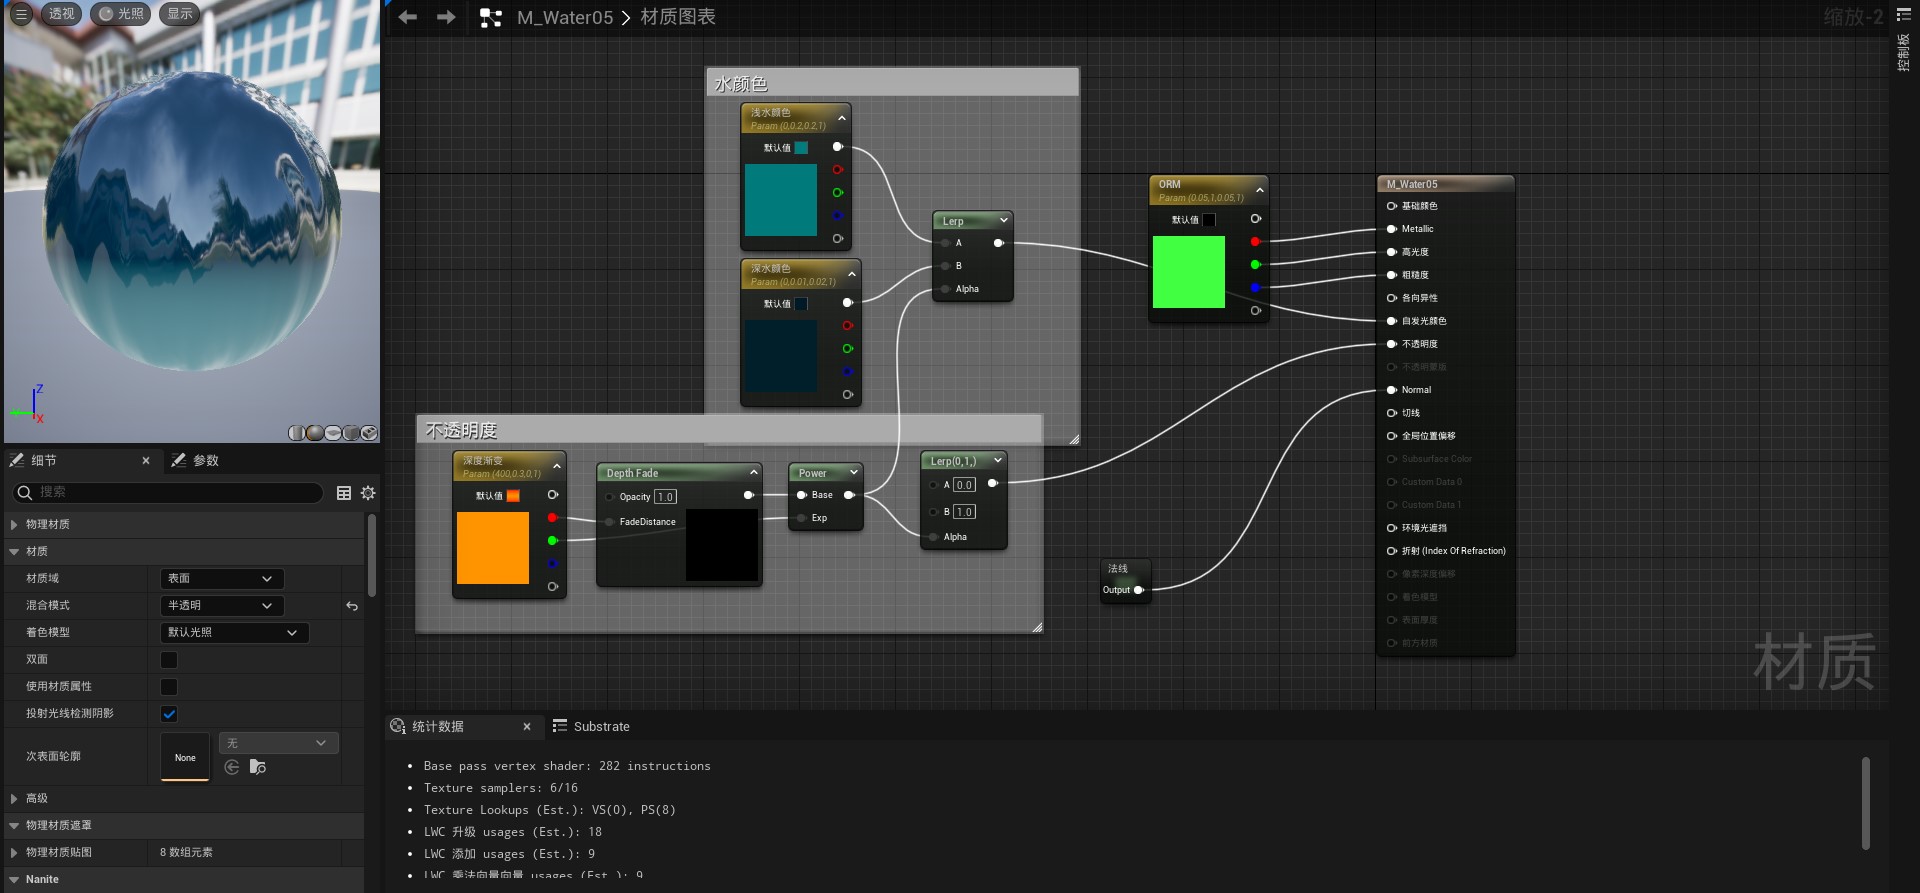 透视
光照
显示
Z
X
M_Water05
材质图表
缩放-2
控制板
水颜色
浅水颜色
Param (0,0.2,0.2,1)
默认值
深水颜色
Param (0,0.01,0.02,1)
默认值
Lerp
A
B
Alpha
ORM
Param (0.05,1,0.05,1)
默认值
M_Water05
基础颜色
Metallic
高光度
粗糙度
各向异性
自发光颜色
不透明度
不透明蒙版
Normal
切线
全局位置偏移
Subsurface Color
Custom Data 0
Custom Data 1
环境光遮挡
折射 (Index Of Refraction)
像素深度偏移
着色模型
表面厚度
前方材质
不透明度
深度渐变
Param (400,0.3,0,1)
默认值
Depth Fade
Opacity 1.0
FadeDistance
Power
Base
Exp
Lerp(0,1,)
A 0.0
B 1.0
Alpha
法线
Output
材质
细节
参数
搜索
物理材质
材质
材质域 表面
混合模式 半透明
着色模型 默认光照
双面
使用材质属性
投射光线检测阴影
次表面轮廓 None 无
高级
物理材质遮罩
物理材质贴图 8 数组元素
Nanite
统计数据
Substrate
Base pass vertex shader: 282 instructions
Texture samplers: 6/16
Texture Lookups (Est.): VS(0), PS(8)
LWC 升级 usages (Est.): 18
LWC 添加 usages (Est.): 9
LWC 乘法向量向量 usages (Est.): 9